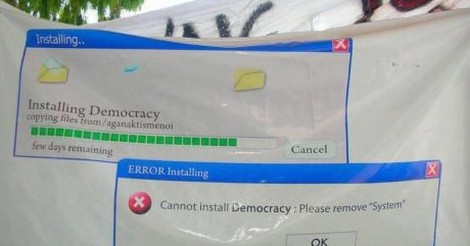 Installing..
Installing Democracy
copying files from/aganaktismenoi
few days remaining
Cancel
ERROR Installing
Cannot install Democracy : Please remove "System"
OK